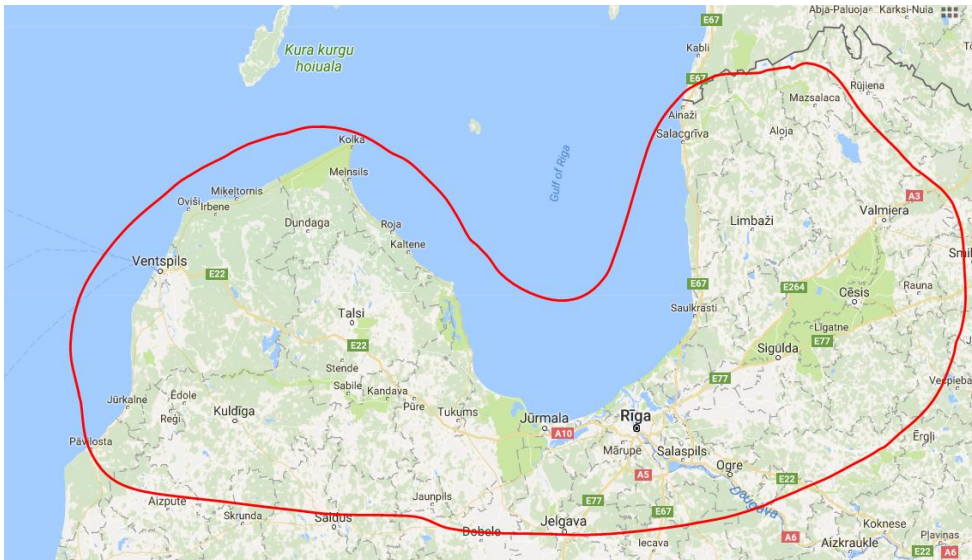 Abja-Paluoja
Karksi-Nuia
E67
Kura kurgu
hoiuala
Kabli
E67
Rūjiena
Mazsalaca
Ainaži
Salacgrīva
Aloja
Kolka
Gulf of Riga
Melnsils
Miķeltornis
Oviši
Irbene
A3
Dundaga
Roja
Limbaži
Valmiera
Kaltene
Ventspils
E22
E67
E264
Rauna
Cēsis
Saulkrasti
Talsi
Līgatne
E77
E22
Sigulda
Stende
E77
Sabile
Kandava
Jūrkalne
Ēdole
Pūre
Kuldīga
Tukums
Reģi
Jūrmala
Rīga
A10
Pāvilosta
Ērgļi
Mārupe
Salaspils
Ogre
A5
E22
Jaunpils
Daugava
Aizpute
E77
Skrunda
Saldus
E67
Jelgava
Koknese
Dobele
A6
Pļaviņas
Iecava
Aizkraukle
E22
A6